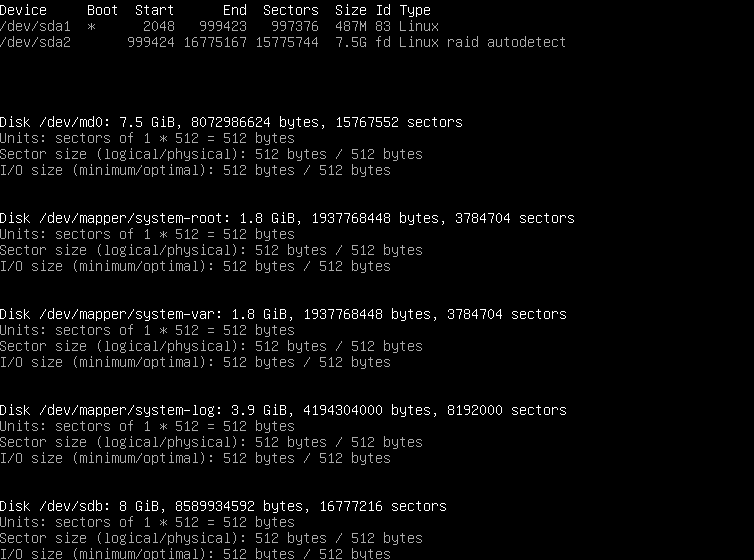 Device     Boot  Start      End  Sectors  Size Id Type
/dev/sda1  *      2048   999423   997376  487M 83 Linux
/dev/sda2       999424 16775167 15775744  7.5G fd Linux raid autodetect
Disk /dev/md0: 7.5 GiB, 8072986624 bytes, 15767552 sectors
Units: sectors of 1 * 512 = 512 bytes
Sector size (logical/physical): 512 bytes / 512 bytes
I/O size (minimum/optimal): 512 bytes / 512 bytes
Disk /dev/mapper/system-root: 1.8 GiB, 1937768448 bytes, 3784704 sectors
Units: sectors of 1 * 512 = 512 bytes
Sector size (logical/physical): 512 bytes / 512 bytes
I/O size (minimum/optimal): 512 bytes / 512 bytes
Disk /dev/mapper/system-var: 1.8 GiB, 1937768448 bytes, 3784704 sectors
Units: sectors of 1 * 512 = 512 bytes
Sector size (logical/physical): 512 bytes / 512 bytes
I/O size (minimum/optimal): 512 bytes / 512 bytes
Disk /dev/mapper/system-log: 3.9 GiB, 4194304000 bytes, 8192000 sectors
Units: sectors of 1 * 512 = 512 bytes
Sector size (logical/physical): 512 bytes / 512 bytes
I/O size (minimum/optimal): 512 bytes / 512 bytes
Disk /dev/sdb: 8 GiB, 8589934592 bytes, 16777216 sectors
Units: sectors of 1 * 512 = 512 bytes
Sector size (logical/physical): 512 bytes / 512 bytes
I/O size (minimum/optimal): 512 bytes / 512 bytes